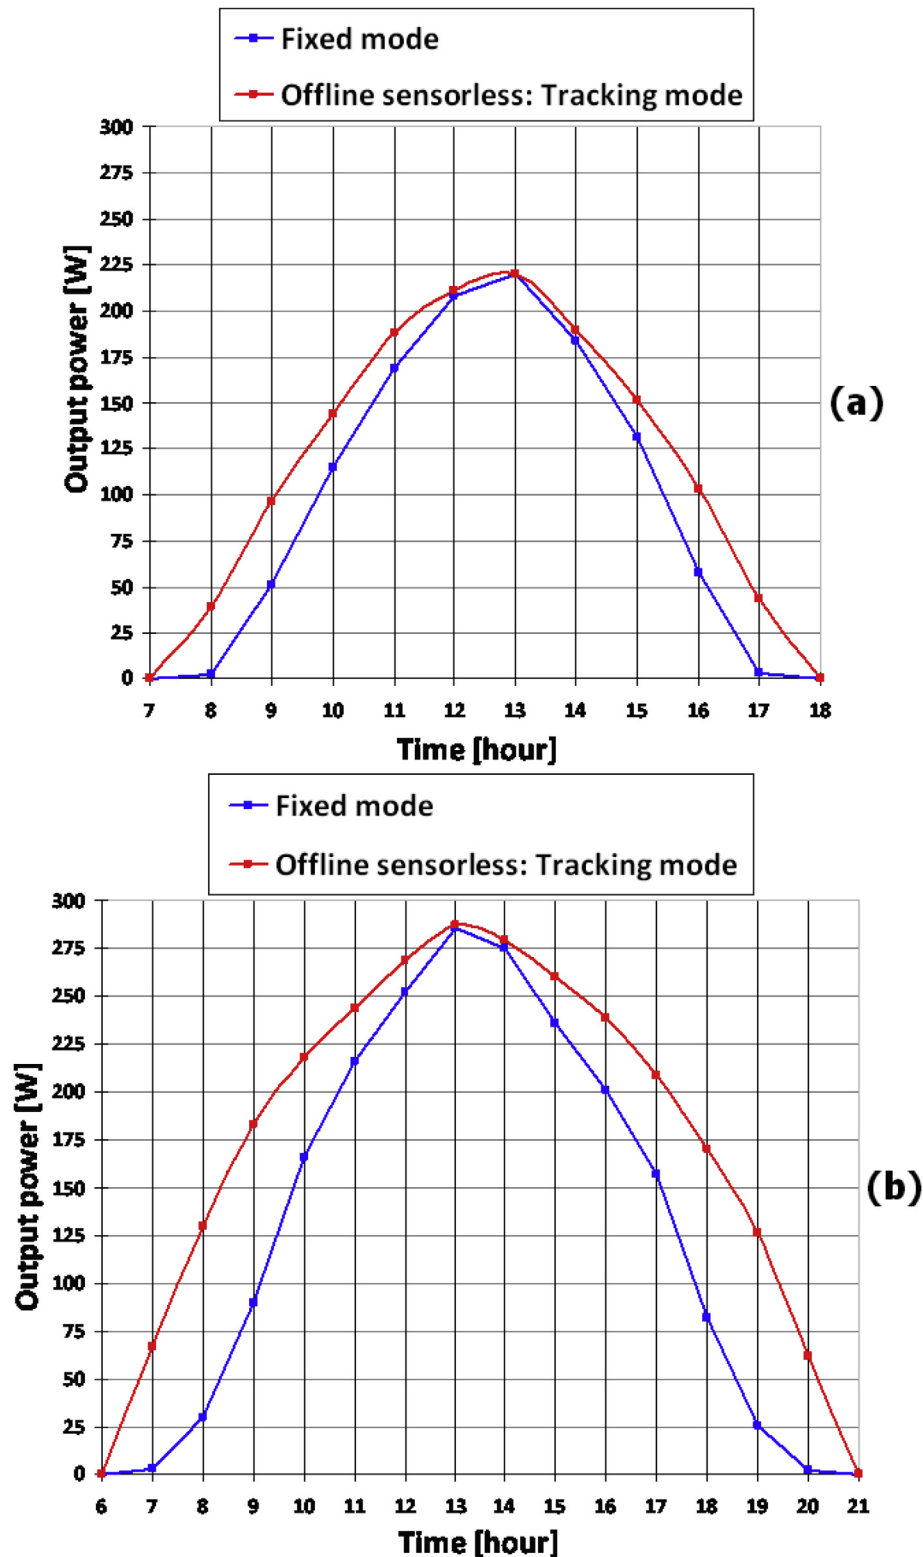 Fixed mode
Offline sensorless: Tracking mode
300
275
250
225
200
175
150
125
100
75
50
25
0
Output power [W]
(a)
7 8 9 10 11 12 13 14 15 16 17 18
Time [hour]
Fixed mode
Offline sensorless: Tracking mode
300
275
250
225
200
175
150
125
100
75
50
25
0
Output power [W]
(b)
6 7 8 9 10 11 12 13 14 15 16 17 18 19 20 21
Time [hour]